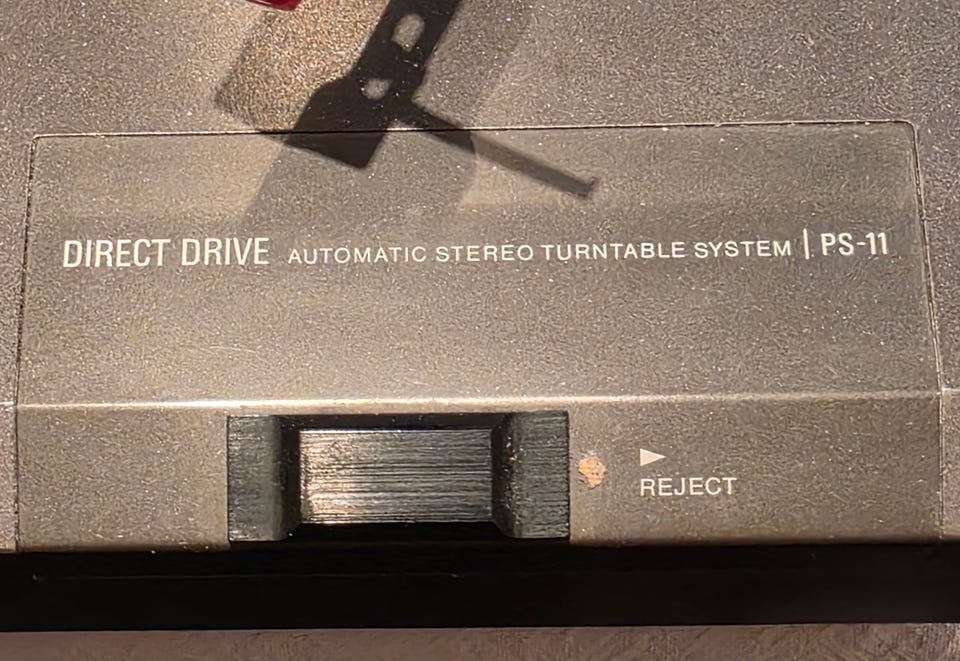 DIRECT DRIVE AUTOMATIC STEREO TURNTABLE SYSTEM | PS-11
REJECT